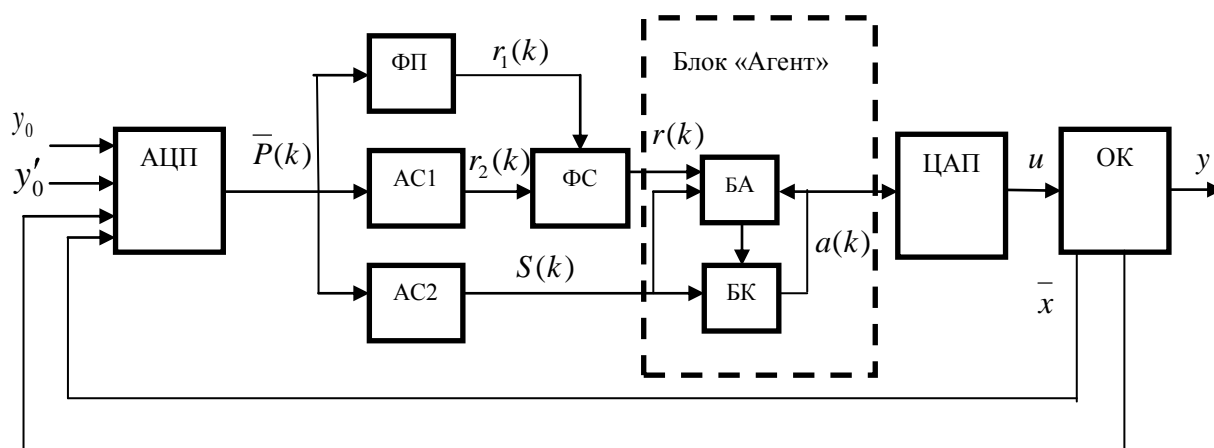 ФП
r₁(k)
Блок «Агент»
y₀
y′₀
АЦП
P̅(k)
АС1
r₂(k)
ФС
r(k)
БА
ЦАП
u
ОК
y
a(k)
АС2
S(k)
БК
x̅